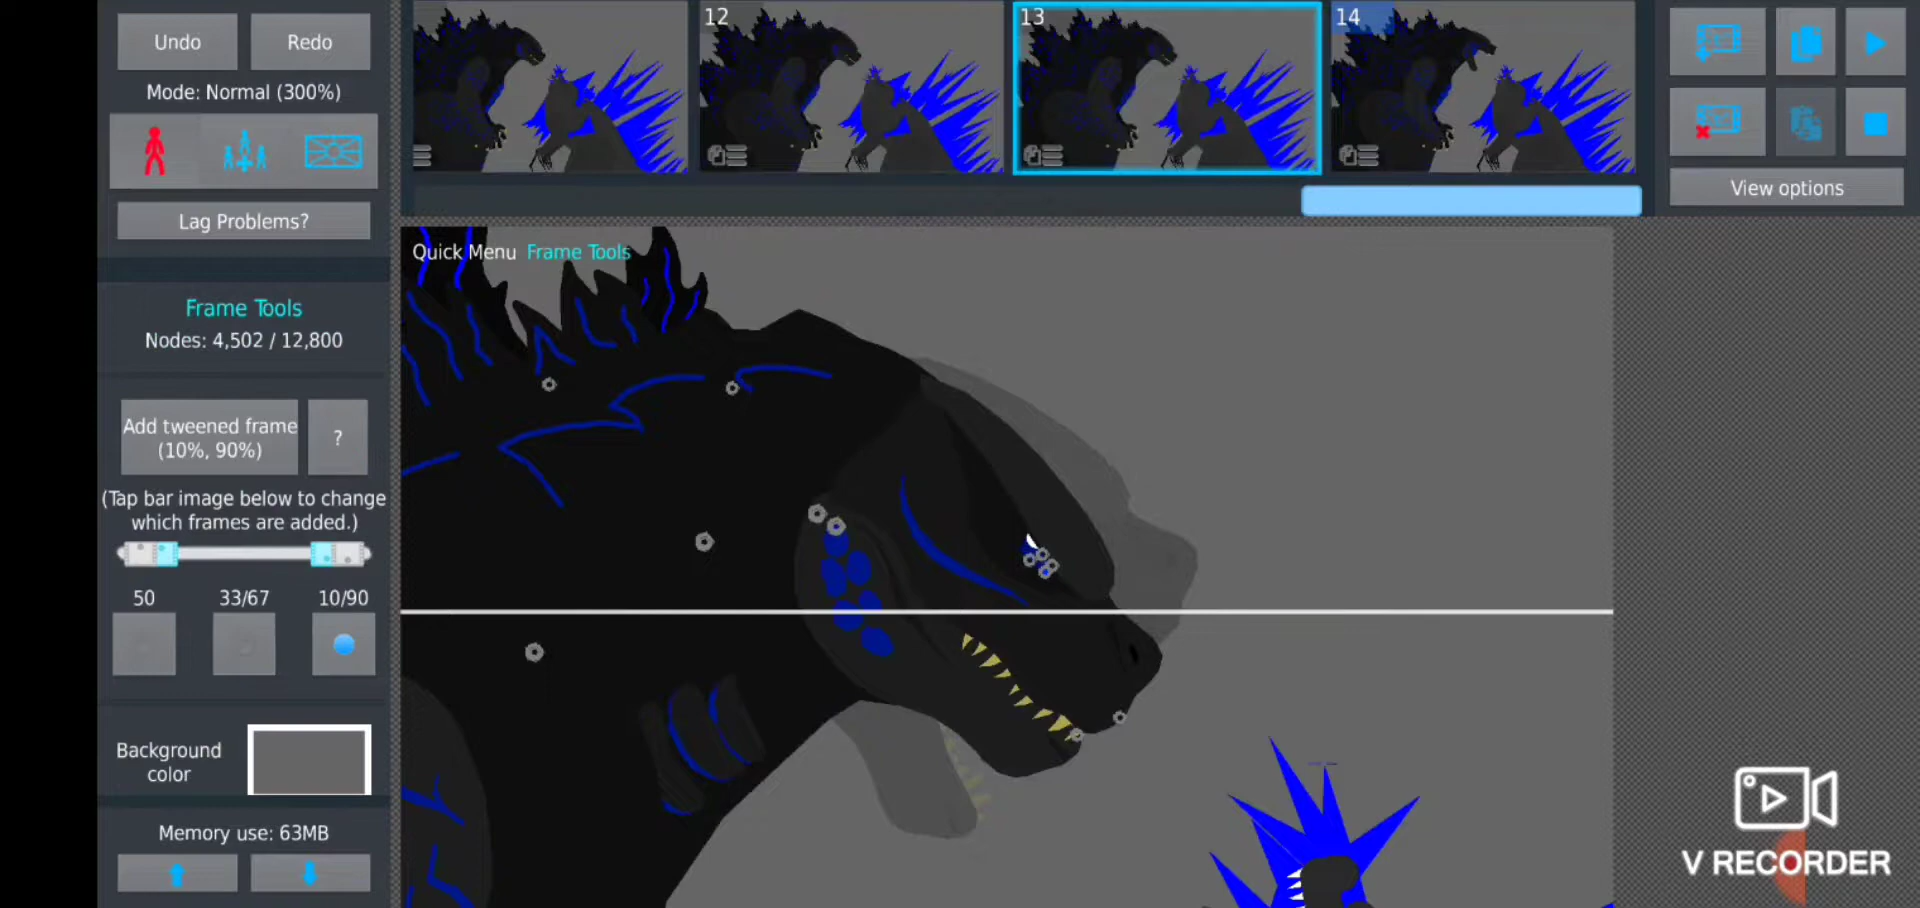 Undo
Redo
Mode: Normal (300%)
Lag Problems?
Frame Tools
Nodes: 4,502 / 12,800
Add tweened frame
(10%, 90%)
?
(Tap bar image below to change
which frames are added.)
50
33/67
10/90
Background
color
Memory use: 63MB
12
13
14
View options
Quick Menu
Frame Tools
V RECORDER